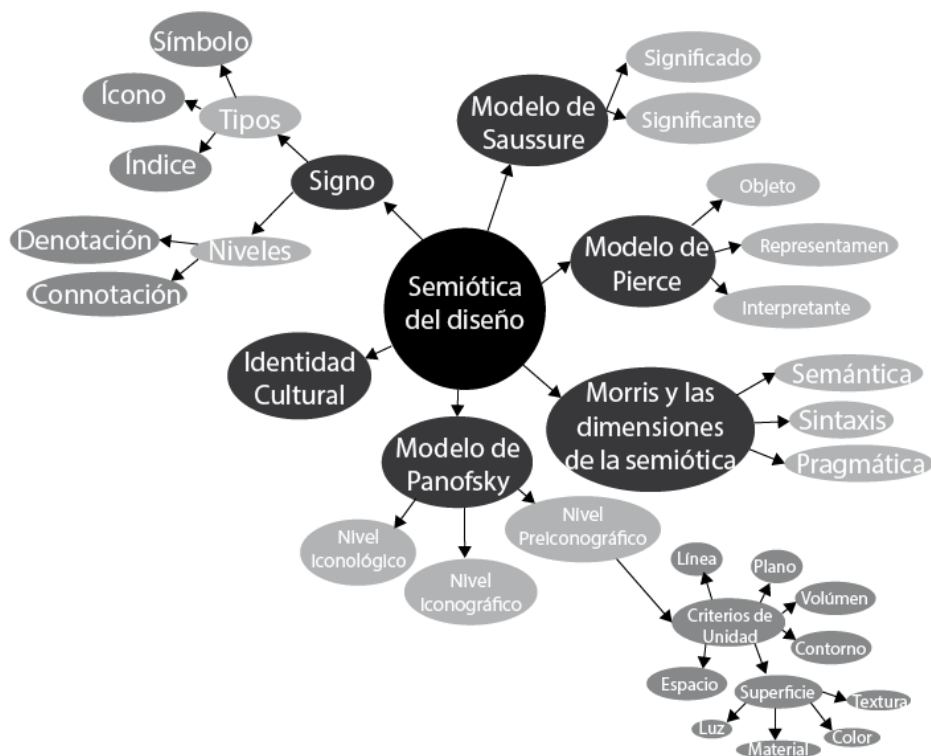 Símbolo
Ícono
Tipos
Índice
Signo
Denotación
Niveles
Connotación
Modelo de
Saussure
Significado
Significante
Objeto
Modelo de
Pierce
Representamen
Interpretante
Semiótica
del diseño
Identidad
Cultural
Morris y las
dimensiones
de la semiótica
Semántica
Sintaxis
Pragmática
Modelo de
Panofsky
Nivel
Iconológico
Nivel
Iconográfico
Nivel
PreIconográfico
Línea
Plano
Volúmen
Criterios de
Unidad
Contorno
Espacio
Superficie
Textura
Luz
Material
Color